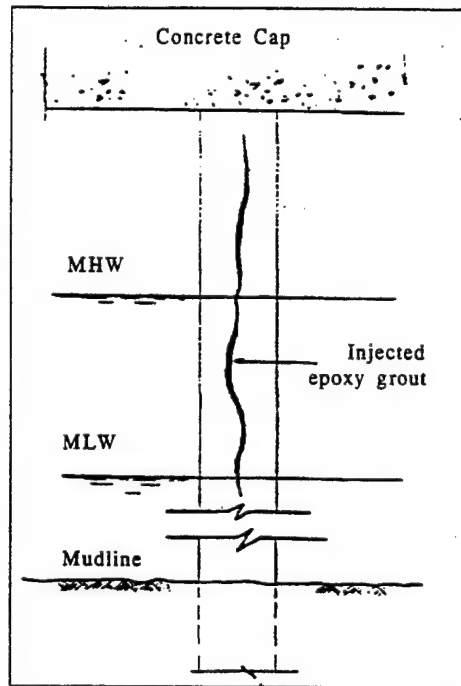 Concrete Cap
MHW
Injected
epoxy grout
MLW
Mudline